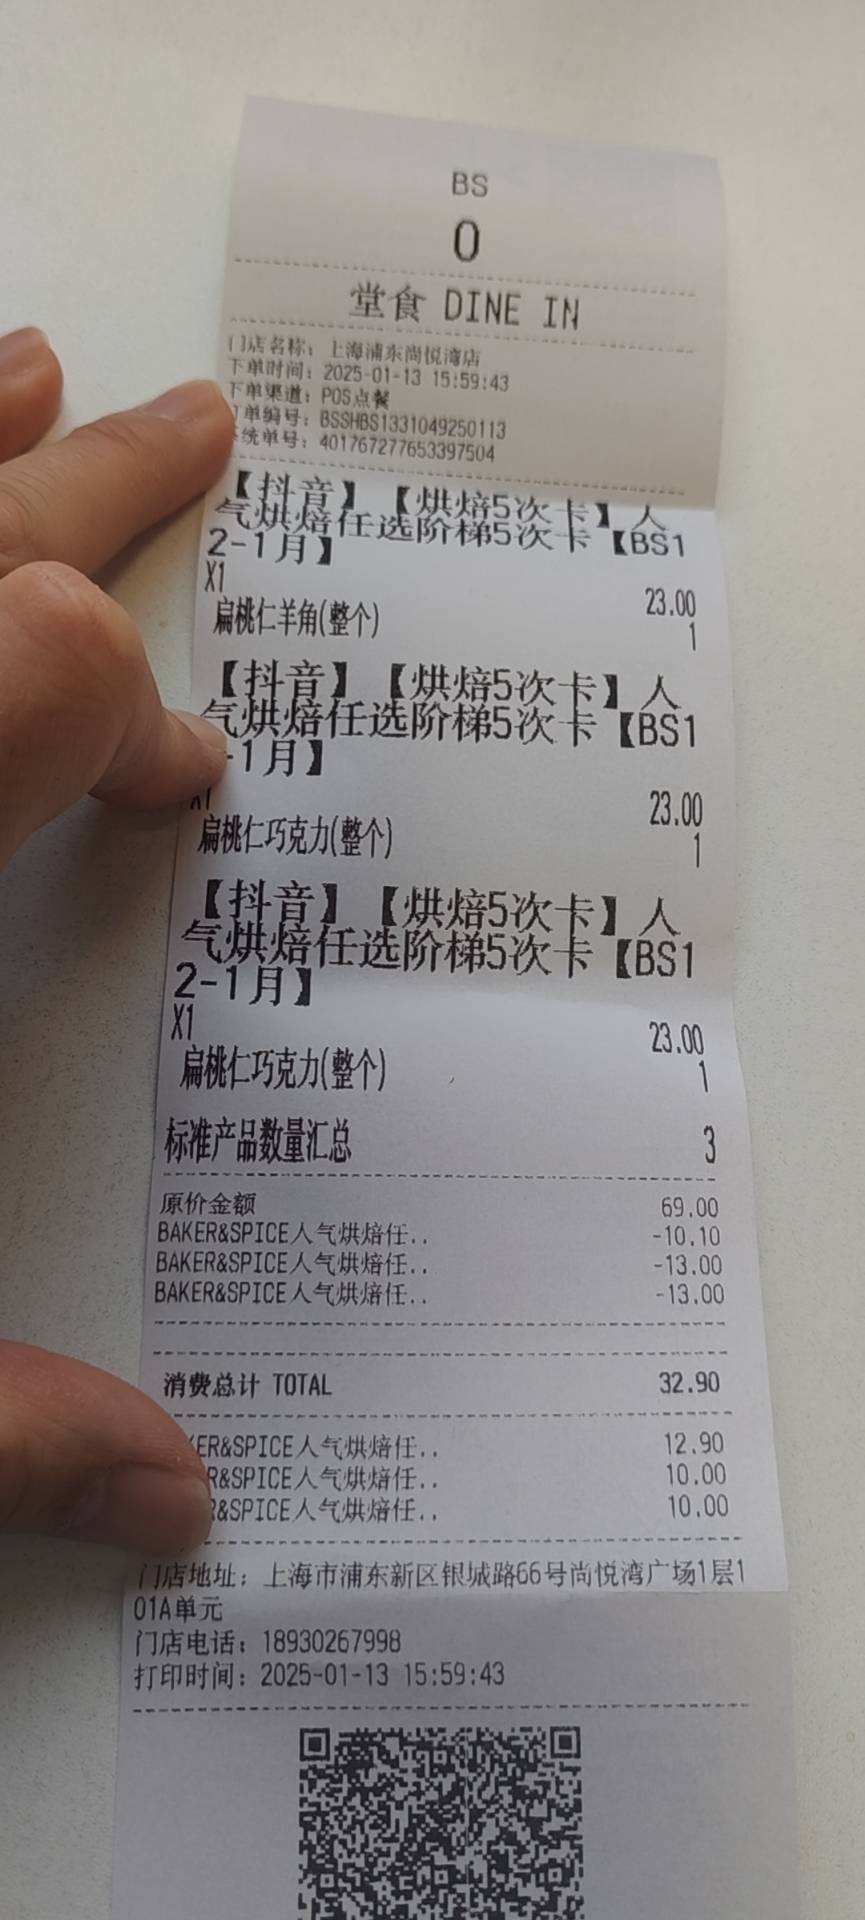 BS
0
堂食 DINE IN
门店名称：上海浦东尚悦湾店
下单时间：2025-01-13 15:59:43
下单渠道：POS点餐
订单编号：BSSHBS1331049250113
系统单号：401767277653397504
【抖音】【烘焙5次卡】人
气烘焙任选阶梯5次卡【BS1
2-1月】
X1 23.00
扁桃仁羊角(整个) 1
【抖音】【烘焙5次卡】人
气烘焙任选阶梯5次卡【BS1
-1月】
X1 23.00
扁桃仁巧克力(整个) 1
【抖音】【烘焙5次卡】人
气烘焙任选阶梯5次卡【BS1
2-1月】
X1 23.00
扁桃仁巧克力(整个) 1
标准产品数量汇总 3
原价金额 69.00
BAKER&SPICE人气烘焙任.. -10.10
BAKER&SPICE人气烘焙任.. -13.00
BAKER&SPICE人气烘焙任.. -13.00
消费总计 TOTAL 32.90
ER&SPICE人气烘焙任.. 12.90
R&SPICE人气烘焙任.. 10.00
R&SPICE人气烘焙任.. 10.00
门店地址：上海市浦东新区银城路66号尚悦湾广场1层1
01A单元
门店电话：18930267998
打印时间：2025-01-13 15:59:43